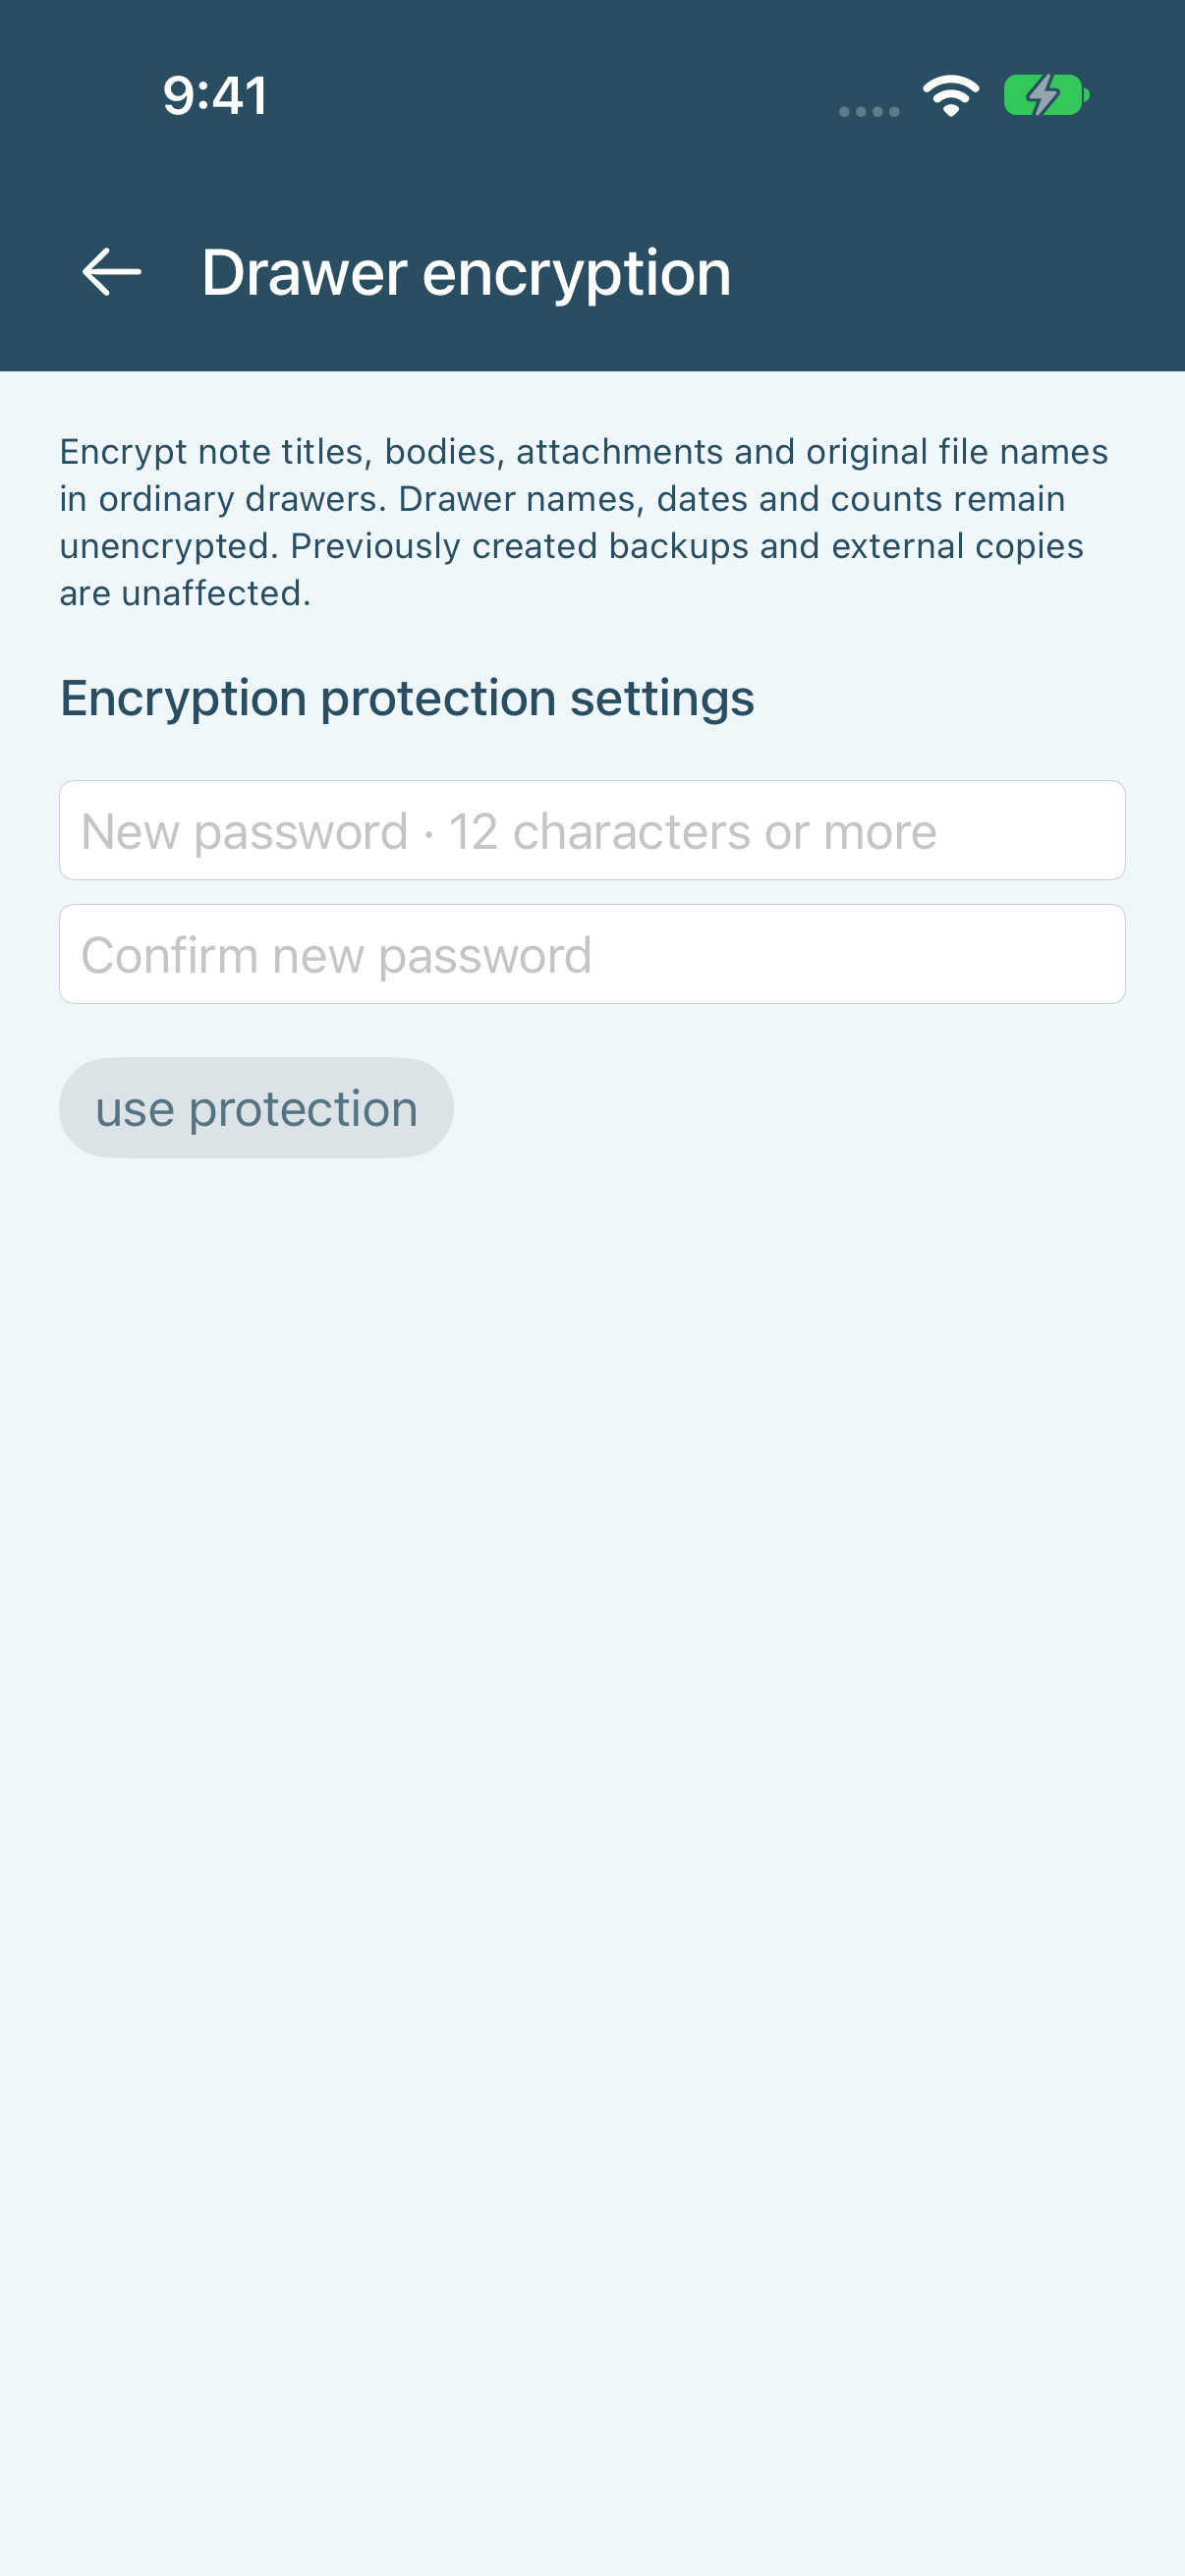 9:41
Drawer encryption
Encrypt note titles, bodies, attachments and original file names
in ordinary drawers. Drawer names, dates and counts remain
unencrypted. Previously created backups and external copies
are unaffected.
Encryption protection settings
New password · 12 characters or more
Confirm new password
use protection